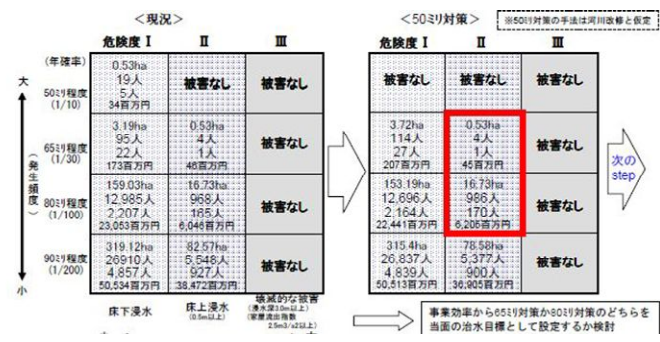 <現況>
<50ミリ対策>
※50ミリ対策の手法は河川改修と仮定
危険度Ⅰ Ⅱ Ⅲ
危険度Ⅰ Ⅱ Ⅲ
(年確率)
大
(発生頻度)
小
50ミリ程度
(1/10)
0.53ha
19人
5人
34百万円
被害なし
被害なし
被害なし
被害なし
被害なし
65ミリ程度
(1/30)
3.19ha
95人
22人
173百万円
0.53ha
4人
1人
46百万円
被害なし
3.72ha
114人
27人
207百万円
0.53ha
4人
1人
45百万円
被害なし
80ミリ程度
(1/100)
159.03ha
12,985人
2,207人
23,053百万円
16.73ha
968人
165人
6,046百万円
被害なし
153.19ha
12,696人
2,164人
22,441百万円
16.73ha
986人
170人
6,205百万円
被害なし
90ミリ程度
(1/200)
319.12ha
26910人
4,857人
50,534百万円
82.57ha
5,548人
927人
38,472百万円
被害なし
315.4ha
26,837人
4,839人
50,513百万円
78.58ha
5,377人
900人
36,905百万円
被害なし
次の
step
床下浸水
床上浸水
(0.5m以上)
壊滅的な被害
(浸水深3.0m以上)
(家屋流出指数
2.5m3/s2以上)
事業効率から65ミリ対策か80ミリ対策のどちらを
当面の治水目標として設定するか検討